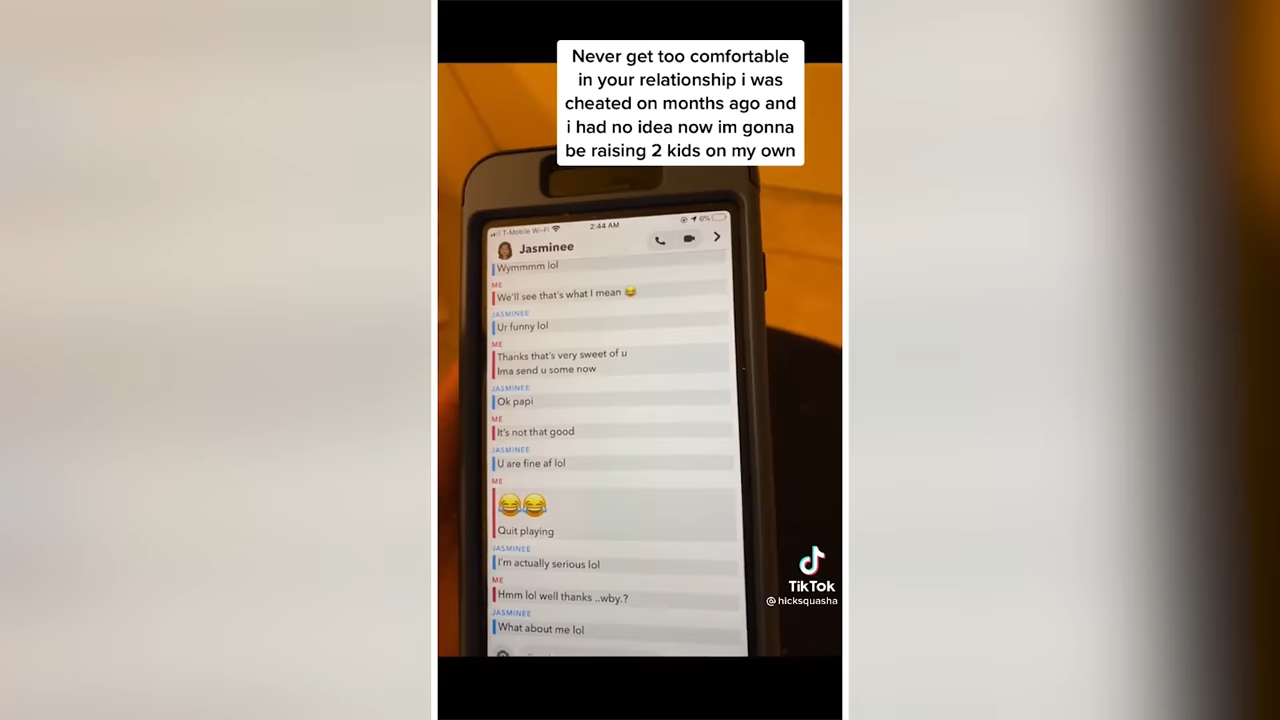 Never get too comfortable
in your relationship i was
cheated on months ago and
i had no idea now im gonna
be raising 2 kids on my own
T-Mobile Wi-Fi
2:44 AM
6%
Jasminee
Wymmmm lol
ME
We'll see that's what I mean 😂
JASMINEE
Ur funny lol
ME
Thanks that's very sweet of u
Ima send u some now
JASMINEE
Ok papi
ME
It's not that good
JASMINEE
U are fine af lol
ME
😂😂
Quit playing
JASMINEE
I'm actually serious lol
ME
Hmm lol well thanks ..wby.?
JASMINEE
What about me lol
TikTok
@hicksquasha